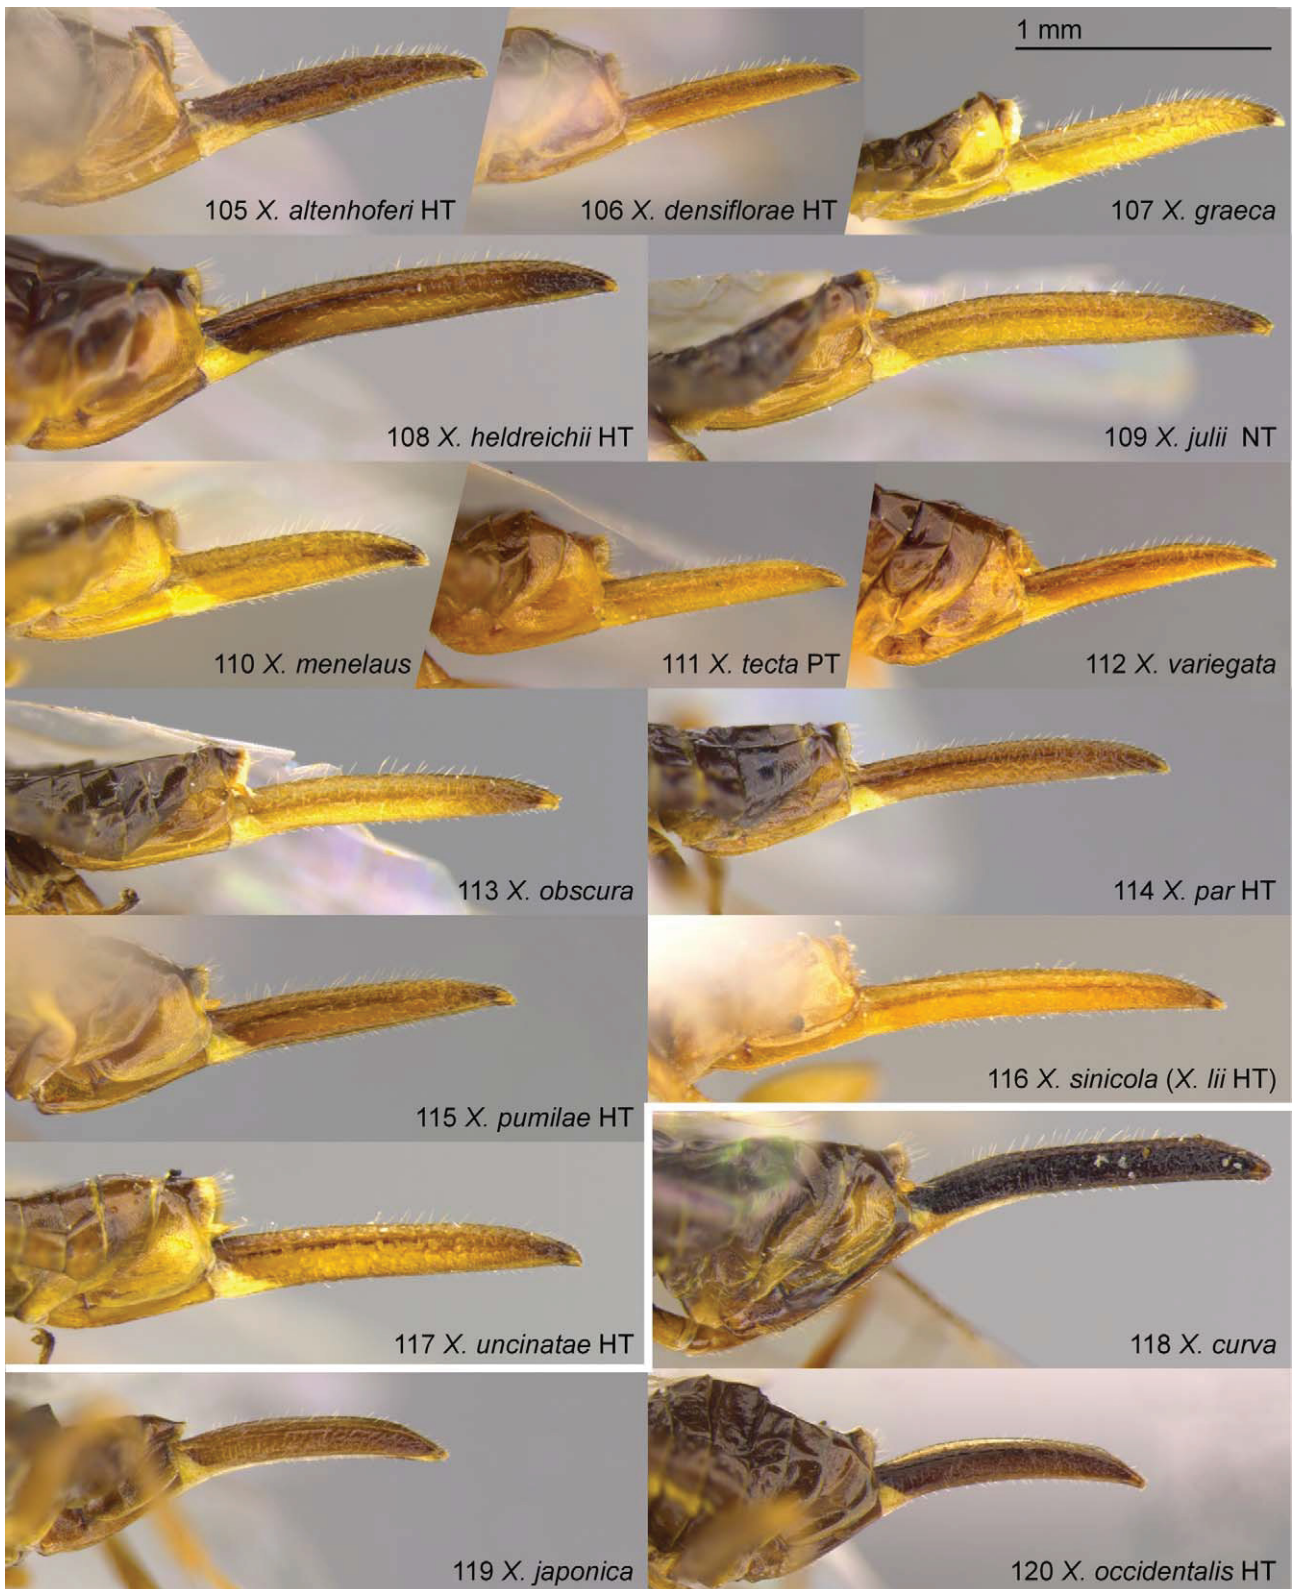 1 mm
105 X. altenhoferi HT
106 X. densiflorae HT
107 X. graeca
108 X. heldreichii HT
109 X. julii NT
110 X. menelaus
111 X. tecta PT
112 X. variegata
113 X. obscura
114 X. par HT
115 X. pumilae HT
116 X. sinicola (X. lii HT)
117 X. uncinatae HT
118 X. curva
119 X. japonica
120 X. occidentalis HT